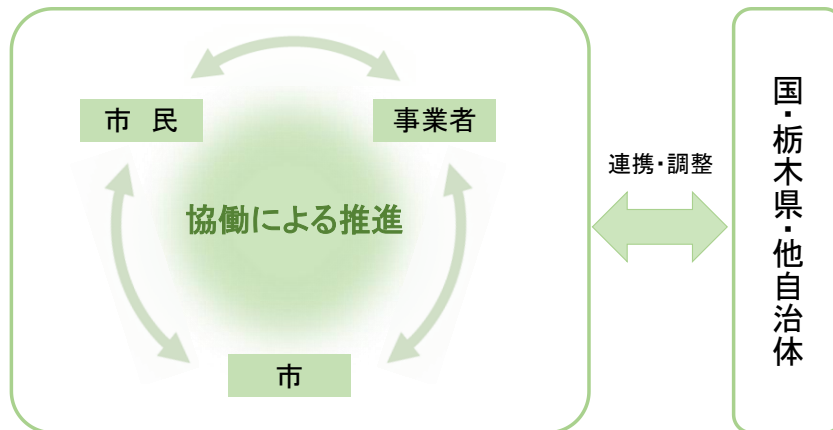 市　民
事業者
協働による推進
市
連携・調整
国・栃木県・他自治体